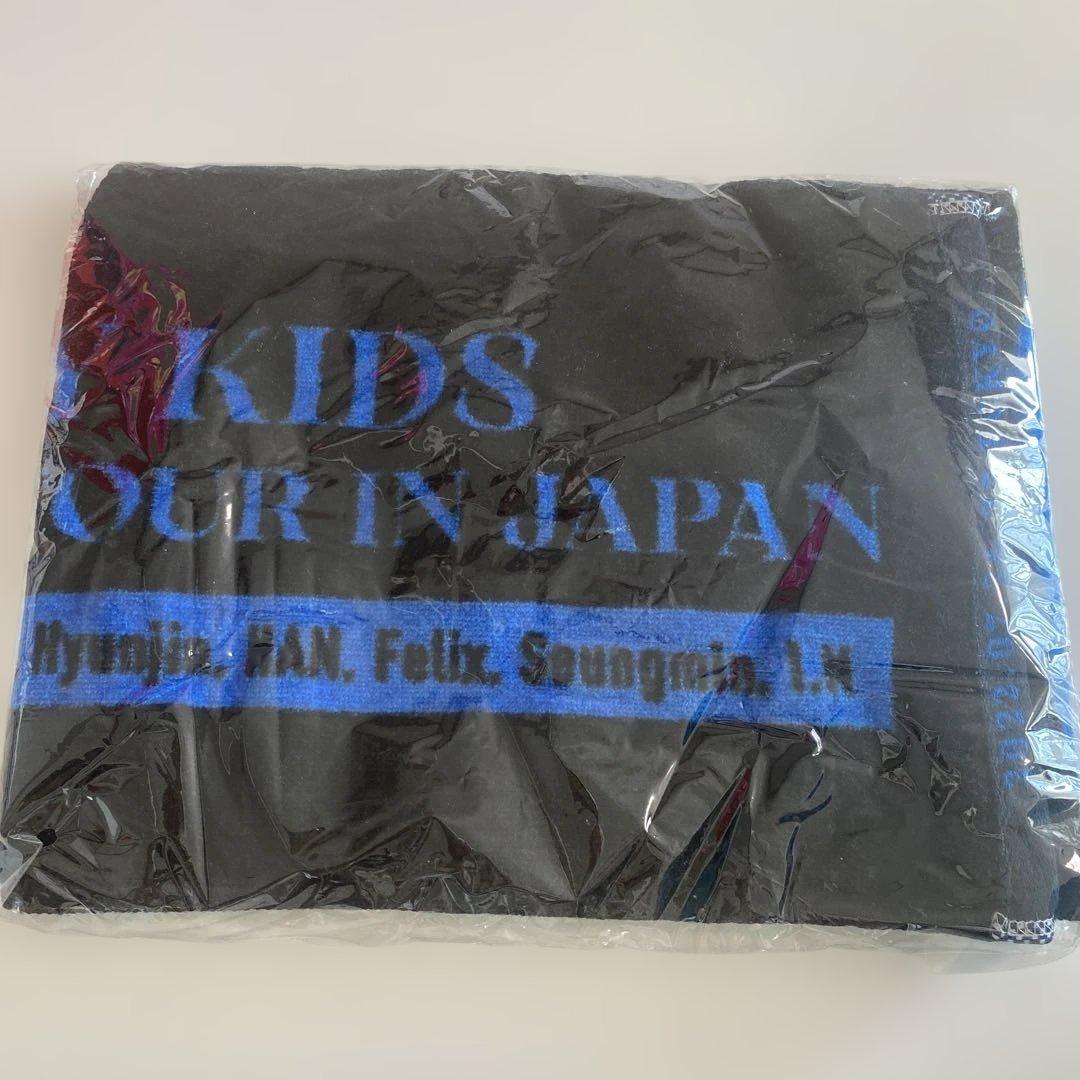 KIDS
OUR IN JAPAN
Hyunjin. HAN. Felix. Seungmin. I.N